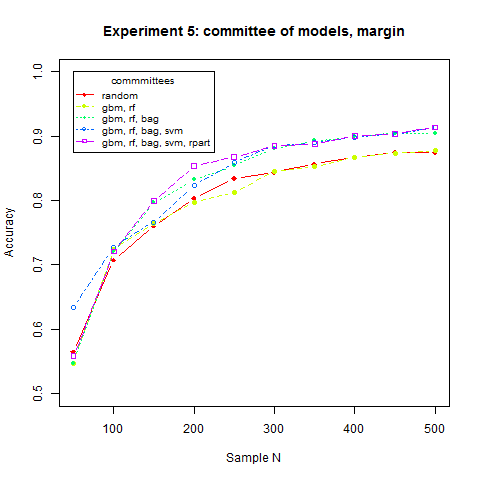 Experiment 5: committee of models, margin
commmittees
random
gbm, rf
gbm, rf, bag
gbm, rf, bag, svm
gbm, rf, bag, svm, rpart
Accuracy
1.0
0.9
0.8
0.7
0.6
0.5
100 200 300 400 500
Sample N